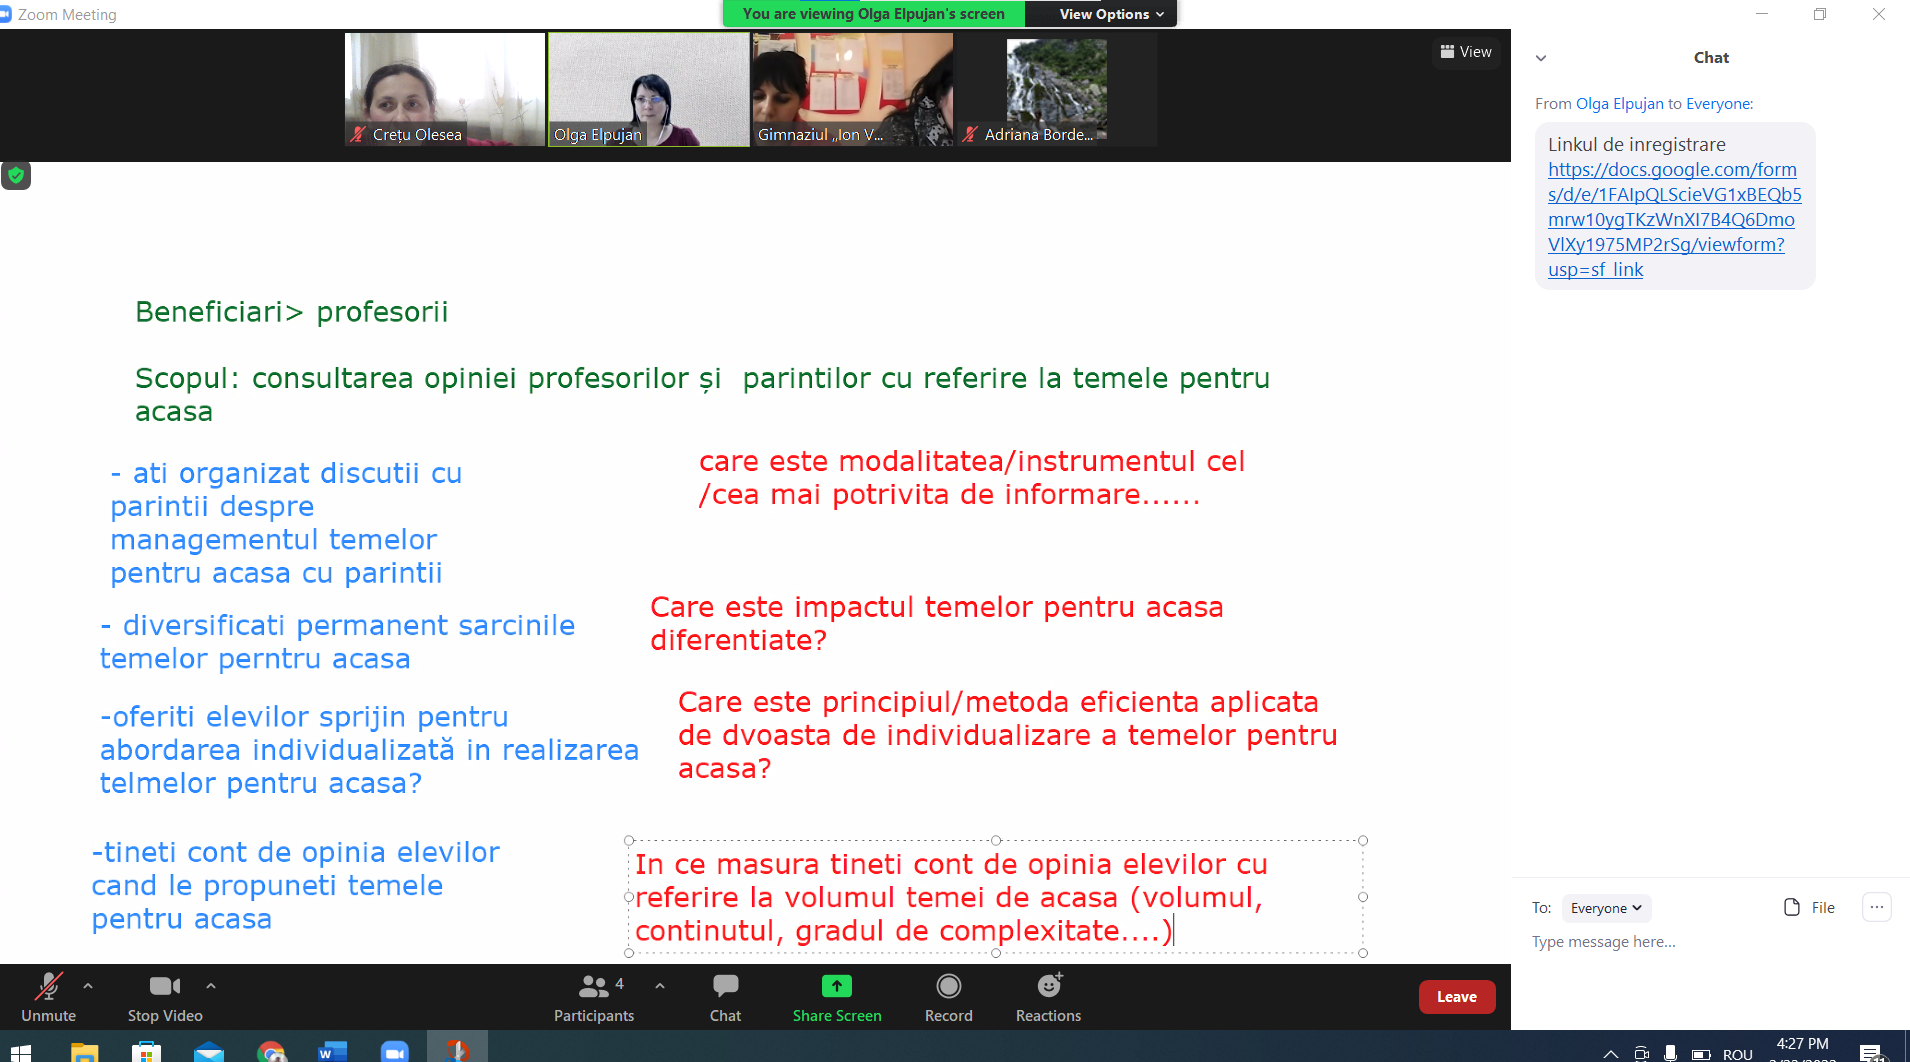 Zoom Meeting
You are viewing Olga Elpujan's screen
View Options
View
Crețu Olesea
Olga Elpujan
Gimnaziul „Ion V...
Adriana Borde...
Beneficiari> profesorii
Scopul: consultarea opiniei profesorilor și  parintilor cu referire la temele pentru
acasa
- ati organizat discutii cu
parintii despre
managementul temelor
pentru acasa cu parintii
- diversificati permanent sarcinile
temelor perntru acasa
-oferiti elevilor sprijin pentru
abordarea individualizată in realizarea
telmelor pentru acasa?
-tineti cont de opinia elevilor
cand le propuneti temele
pentru acasa
care este modalitatea/instrumentul cel
/cea mai potrivita de informare......
Care este impactul temelor pentru acasa
diferentiate?
Care este principiul/metoda eficienta aplicata
de dvoasta de individualizare a temelor pentru
acasa?
In ce masura tineti cont de opinia elevilor cu
referire la volumul temei de acasa (volumul,
continutul, gradul de complexitate....)
Chat
From Olga Elpujan to Everyone:
Linkul de inregistrare
https://docs.google.com/form
s/d/e/1FAIpQLScieVG1xBEQb5
mrw10ygTKzWnXI7B4Q6Dmo
VlXy1975MP2rSg/viewform?
usp=sf_link
To: Everyone
File
Type message here...
Unmute
Stop Video
Participants
4
Chat
Share Screen
Record
Reactions
Leave
ROU
4:27 PM